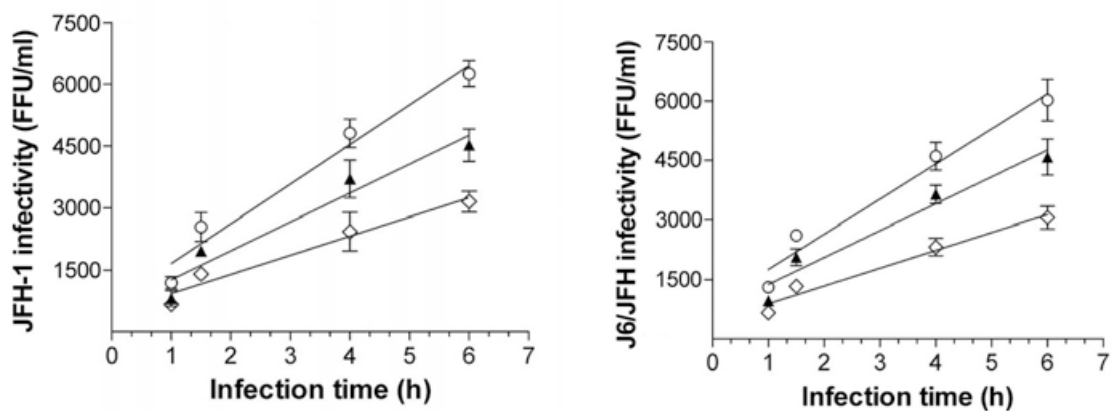 JFH-1 infectivity (FFU/ml)
7500
6000
4500
3000
1500
0 1 2 3 4 5 6 7
Infection time (h)
J6/JFH infectivity (FFU/ml)
7500
6000
4500
3000
1500
0 1 2 3 4 5 6 7
Infection time (h)